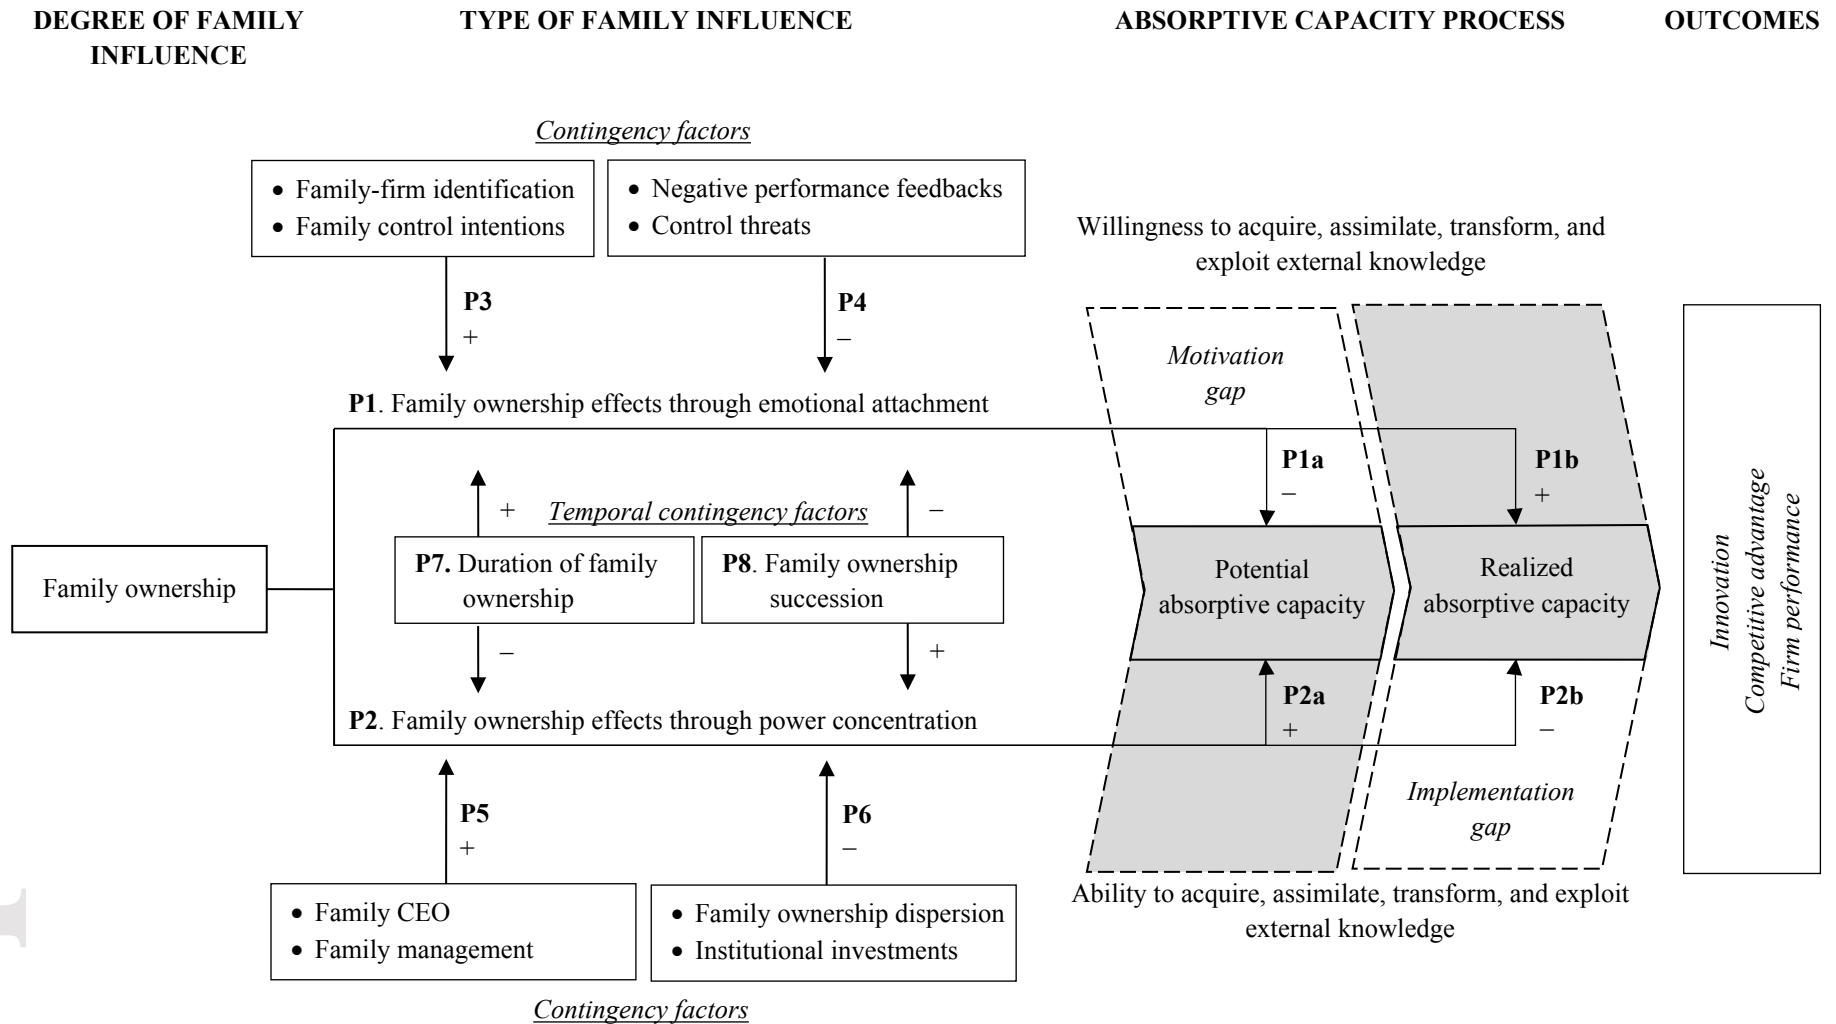 DEGREE OF FAMILY
INFLUENCE
TYPE OF FAMILY INFLUENCE
ABSORPTIVE CAPACITY PROCESS
OUTCOMES
Contingency factors
• Family-firm identification
• Family control intentions
• Negative performance feedbacks
• Control threats
P3
+
P4
–
P1. Family ownership effects through emotional attachment
+
Temporal contingency factors
–
Family ownership
P7. Duration of family
ownership
P8. Family ownership
succession
–
+
P2. Family ownership effects through power concentration
P5
+
P6
–
• Family CEO
• Family management
• Family ownership dispersion
• Institutional investments
Contingency factors
Willingness to acquire, assimilate, transform, and
exploit external knowledge
Motivation
gap
P1a
–
P1b
+
Potential
absorptive capacity
Realized
absorptive capacity
P2a
+
P2b
–
Implementation
gap
Ability to acquire, assimilate, transform, and exploit
external knowledge
Innovation
Competitive advantage
Firm performance